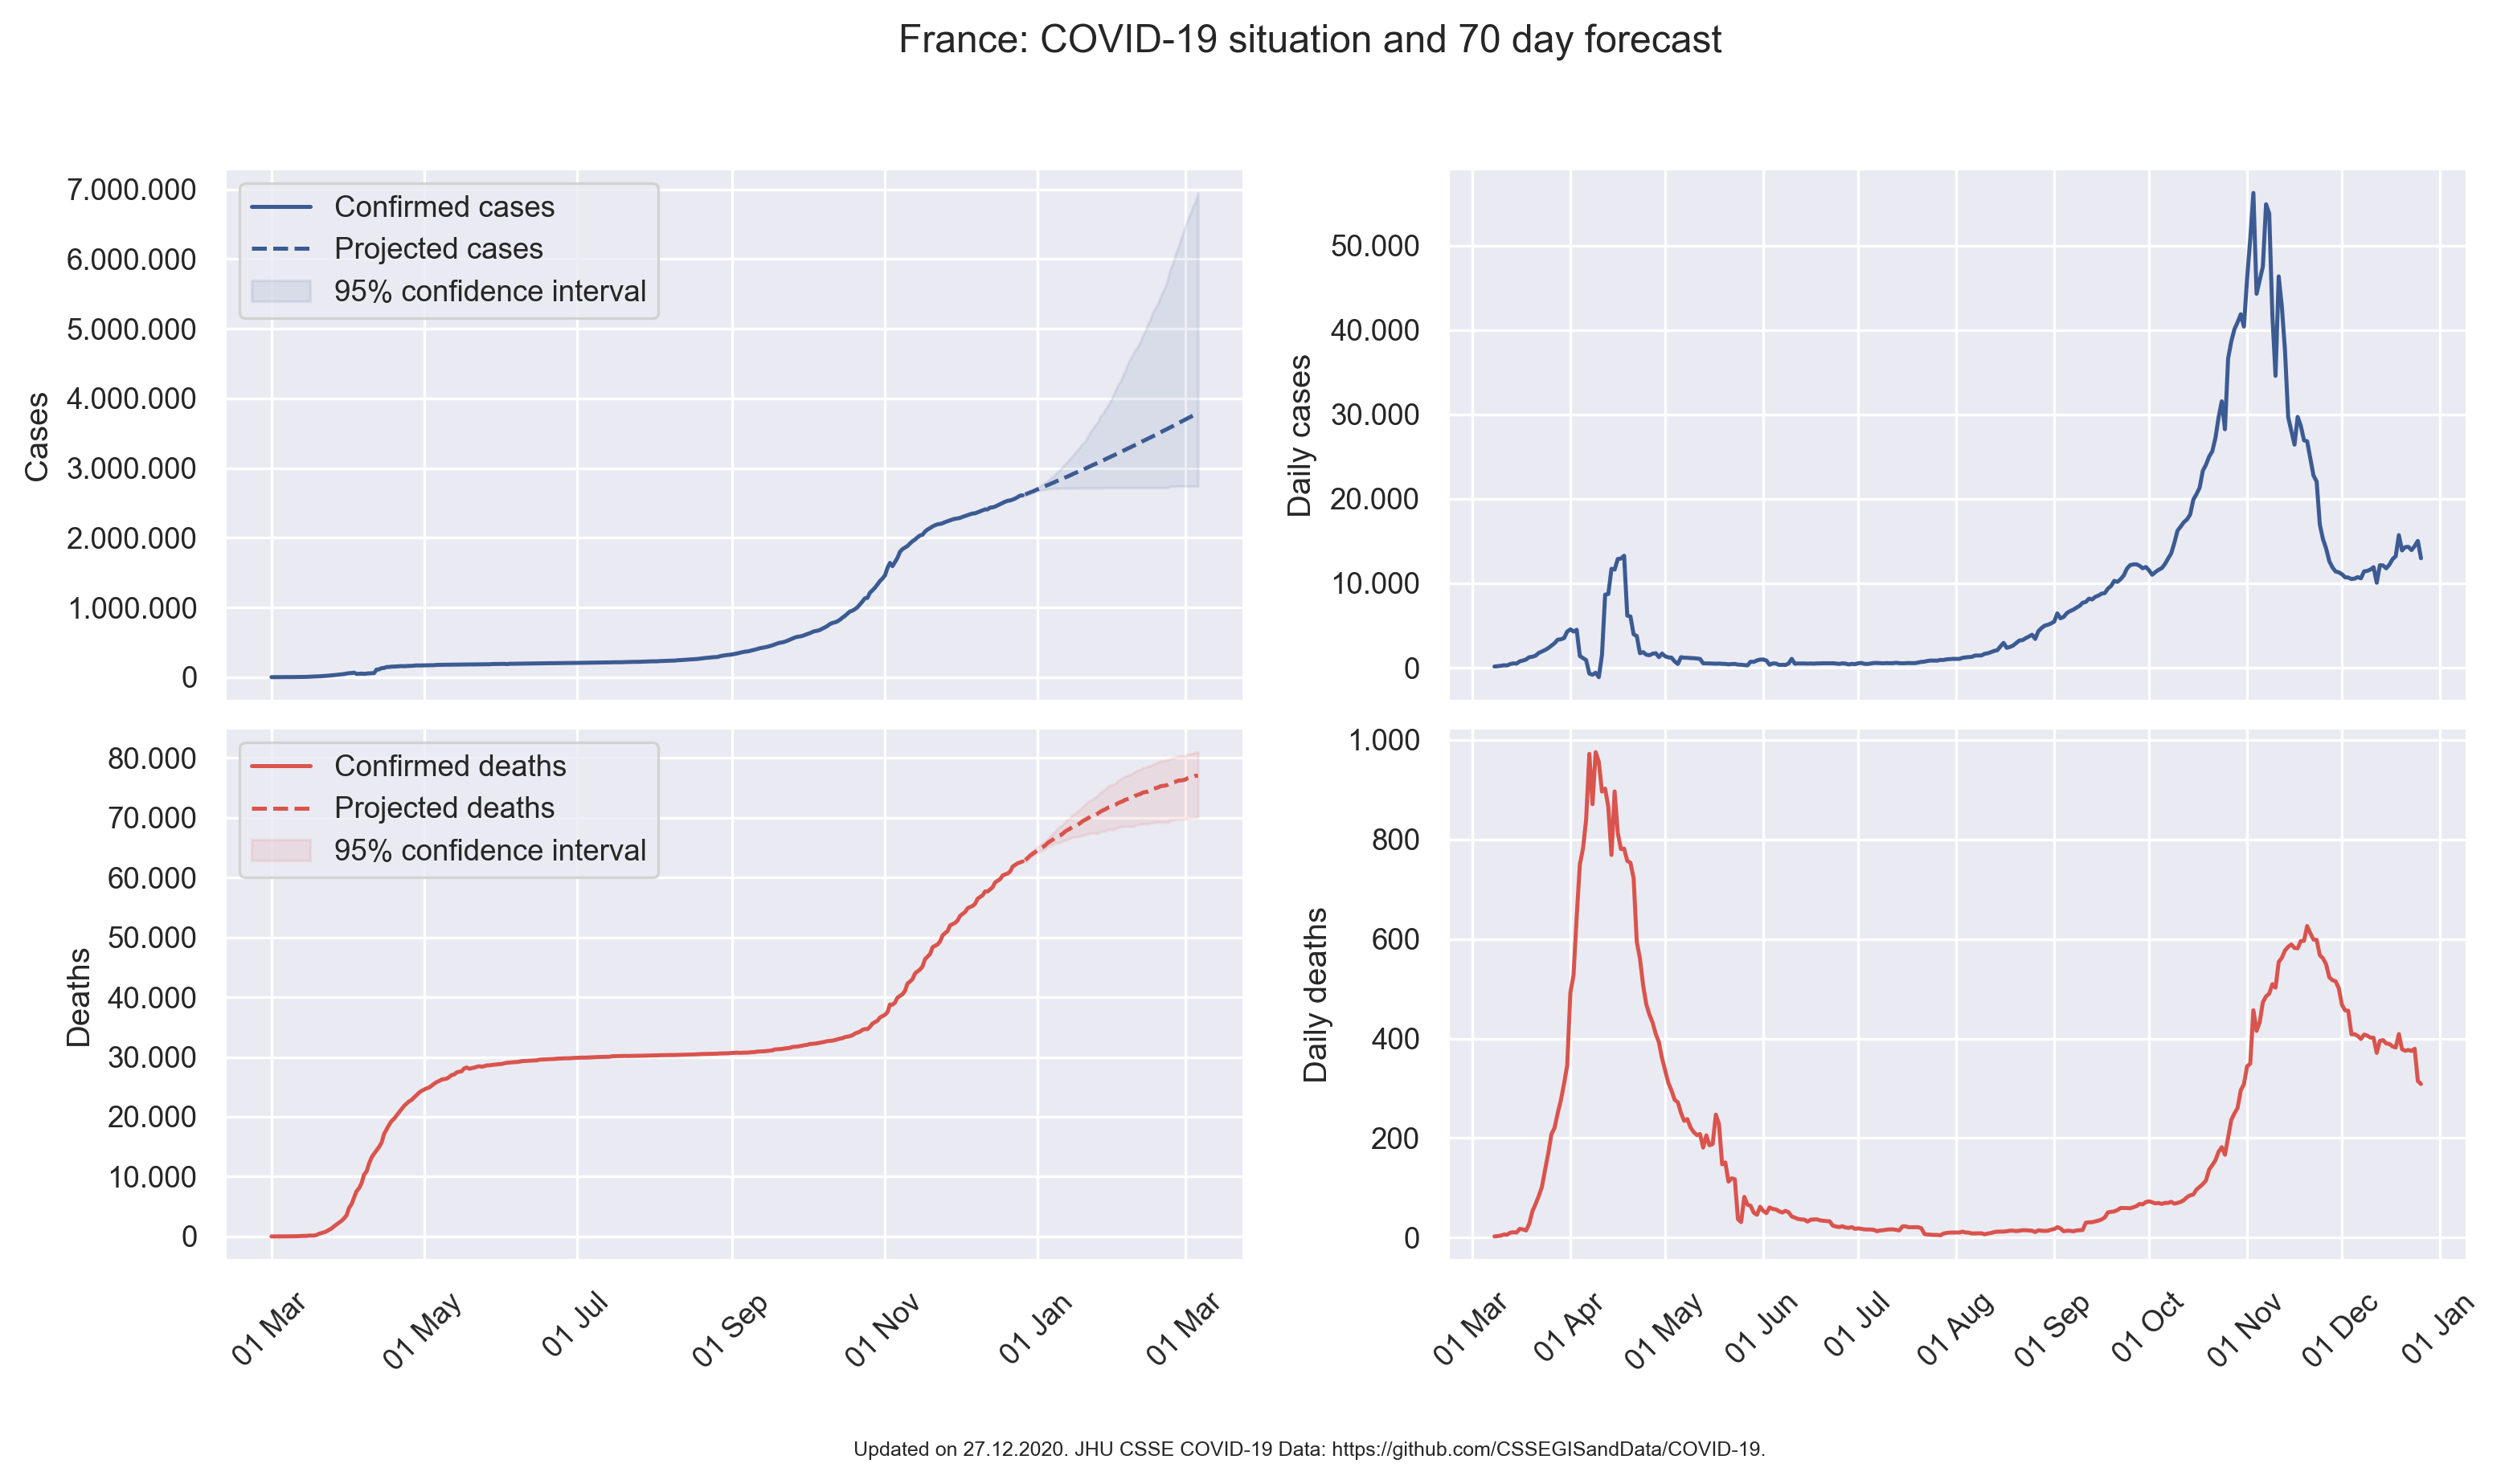 France: COVID-19 situation and 70 day forecast
7.000.000
6.000.000
5.000.000
4.000.000
3.000.000
2.000.000
1.000.000
0
Cases
Confirmed cases
Projected cases
95% confidence interval
50.000
40.000
30.000
20.000
10.000
0
Daily cases
80.000
70.000
60.000
50.000
40.000
30.000
20.000
10.000
0
Deaths
Confirmed deaths
Projected deaths
95% confidence interval
01 Mar
01 May
01 Jul
01 Sep
01 Nov
01 Jan
01 Mar
1.000
800
600
400
200
0
Daily deaths
01 Mar
01 Apr
01 May
01 Jun
01 Jul
01 Aug
01 Sep
01 Oct
01 Nov
01 Dec
01 Jan
Updated on 27.12.2020. JHU CSSE COVID-19 Data: https://github.com/CSSEGISandData/COVID-19.